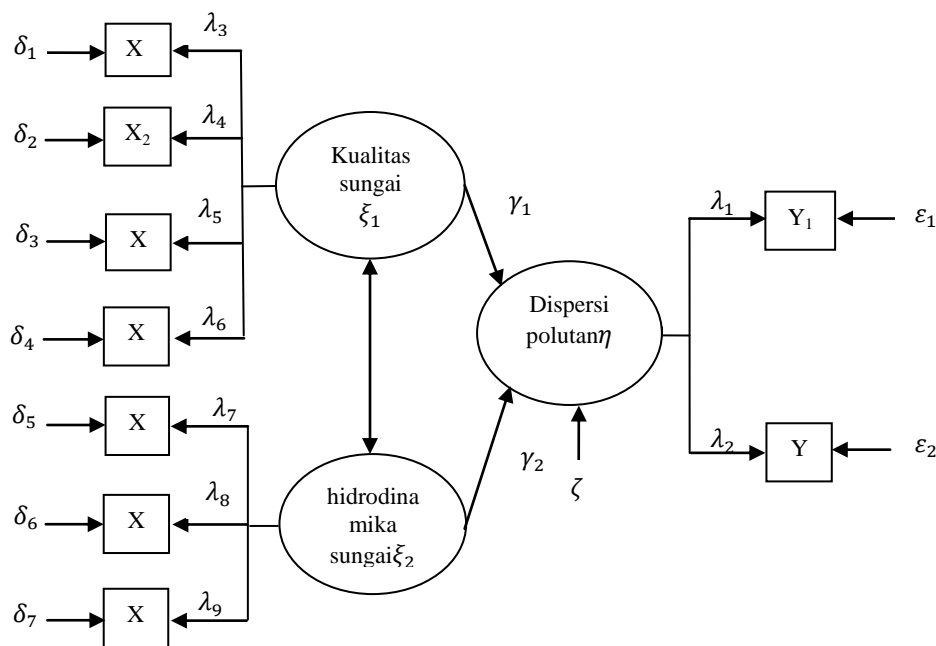 δ₁ X λ₃
δ₂ X₂ λ₄
δ₃ X λ₅
δ₄ X λ₆
δ₅ X λ₇
δ₆ X λ₈
δ₇ X λ₉
Kualitas
sungai
ξ₁
hidrodina
mika
sungaiξ₂
γ₁
γ₂
Dispersi
polutanη
ζ
λ₁ Y₁ ε₁
λ₂ Y ε₂